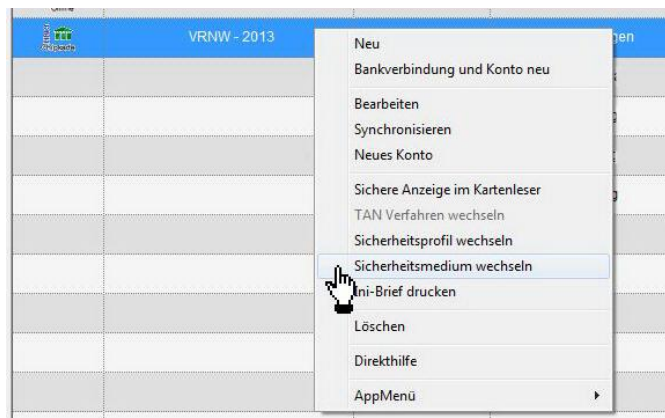 VRNW - 2013
Neu
Bankverbindung und Konto neu
Bearbeiten
Synchronisieren
Neues Konto
Sichere Anzeige im Kartenleser
TAN Verfahren wechseln
Sicherheitsprofil wechseln
Sicherheitsmedium wechseln
Ini-Brief drucken
Löschen
Direkthilfe
AppMenü